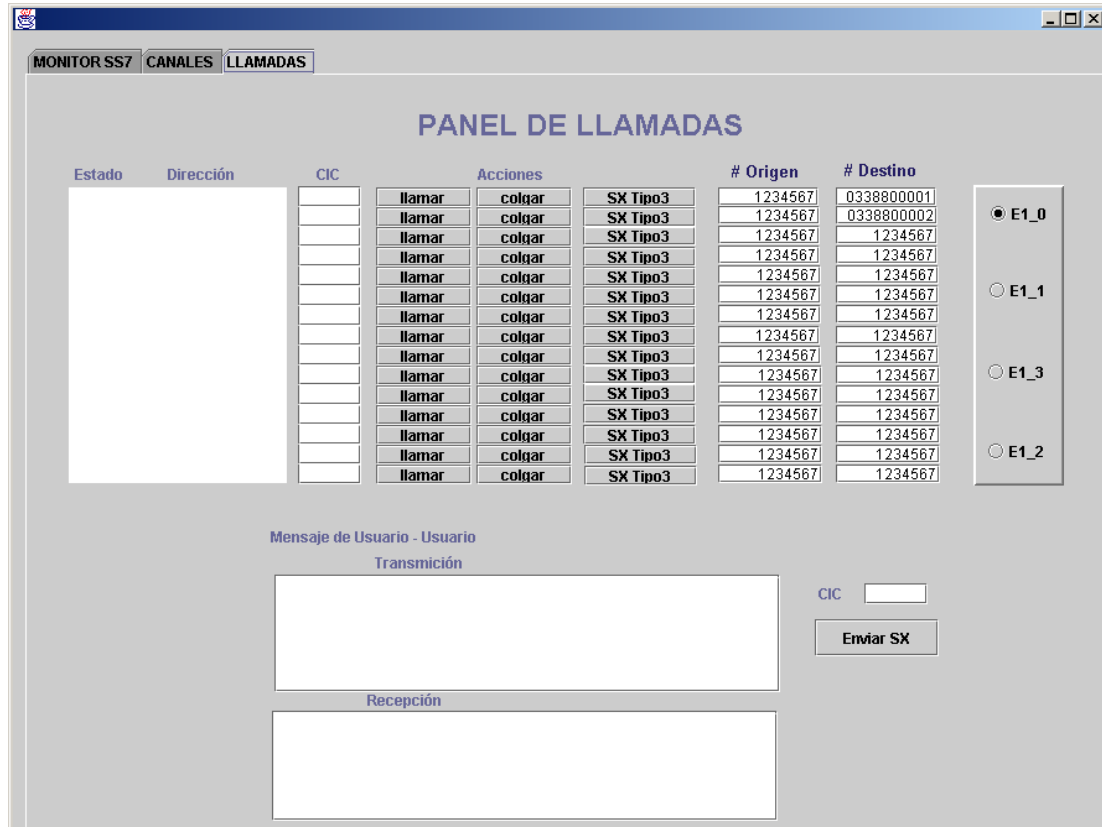 MONITOR SS7 CANALES LLAMADAS
PANEL DE LLAMADAS
Estado Dirección CIC Acciones # Origen # Destino
llamar colgar SX Tipo3 1234567 0338800001
llamar colgar SX Tipo3 1234567 0338800002
llamar colgar SX Tipo3 1234567 1234567
llamar colgar SX Tipo3 1234567 1234567
llamar colgar SX Tipo3 1234567 1234567
llamar colgar SX Tipo3 1234567 1234567
llamar colgar SX Tipo3 1234567 1234567
llamar colgar SX Tipo3 1234567 1234567
llamar colgar SX Tipo3 1234567 1234567
llamar colgar SX Tipo3 1234567 1234567
llamar colgar SX Tipo3 1234567 1234567
llamar colgar SX Tipo3 1234567 1234567
llamar colgar SX Tipo3 1234567 1234567
llamar colgar SX Tipo3 1234567 1234567
llamar colgar SX Tipo3 1234567 1234567
E1_0
E1_1
E1_3
E1_2
Mensaje de Usuario - Usuario
Transmición
CIC
Enviar SX
Recepción